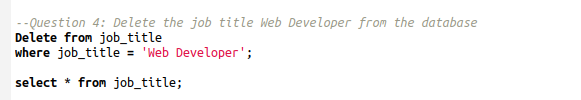 --Question 4: Delete the job title Web Developer from the database
Delete from job_title
where job_title = 'Web Developer';
select * from job_title;